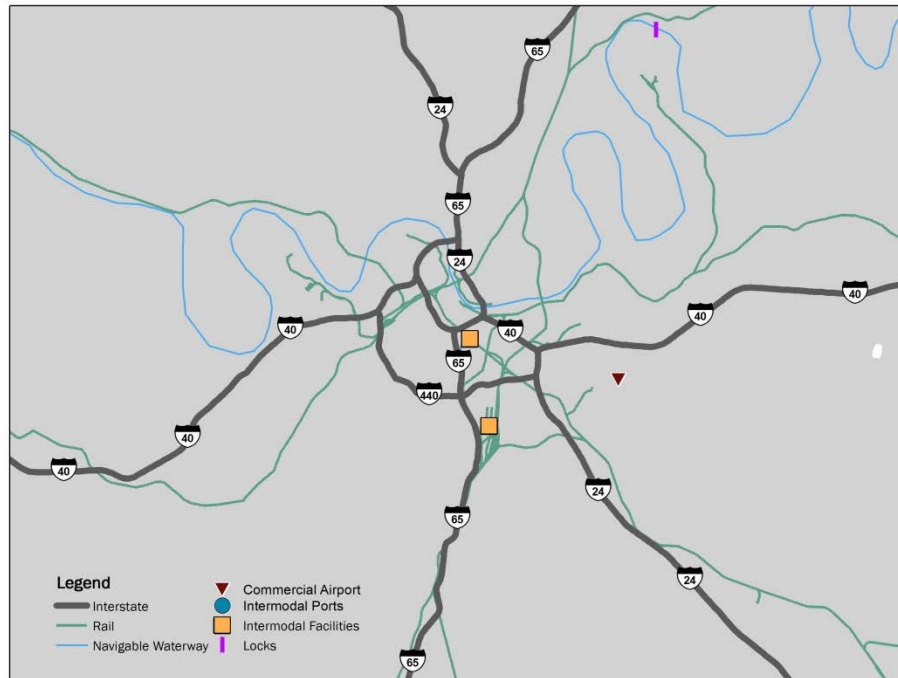 65
24
65
24
40
40
40
40
65
440
40
40
24
65
24
65
Legend
Interstate
Rail
Navigable Waterway
Commercial Airport
Intermodal Ports
Intermodal Facilities
Locks